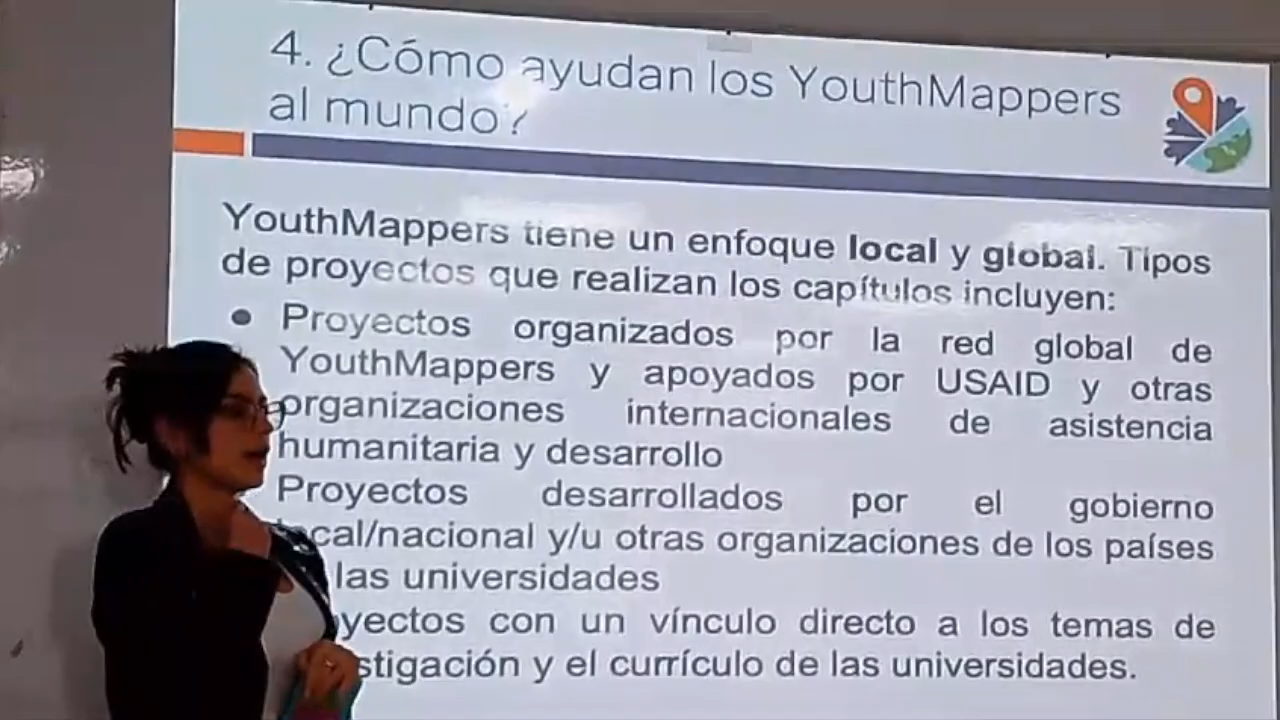 4. ¿Cómo ayudan los YouthMappers
al mundo?
YouthMappers tiene un enfoque local y global. Tipos
de proyectos que realizan los capítulos incluyen:
● Proyectos organizados por la red global de
YouthMappers y apoyados por USAID y otras
organizaciones internacionales de asistencia
humanitaria y desarrollo
Proyectos desarrollados por el gobierno
cal/nacional y/u otras organizaciones de los países
las universidades
yectos con un vínculo directo a los temas de
stigación y el currículo de las universidades.